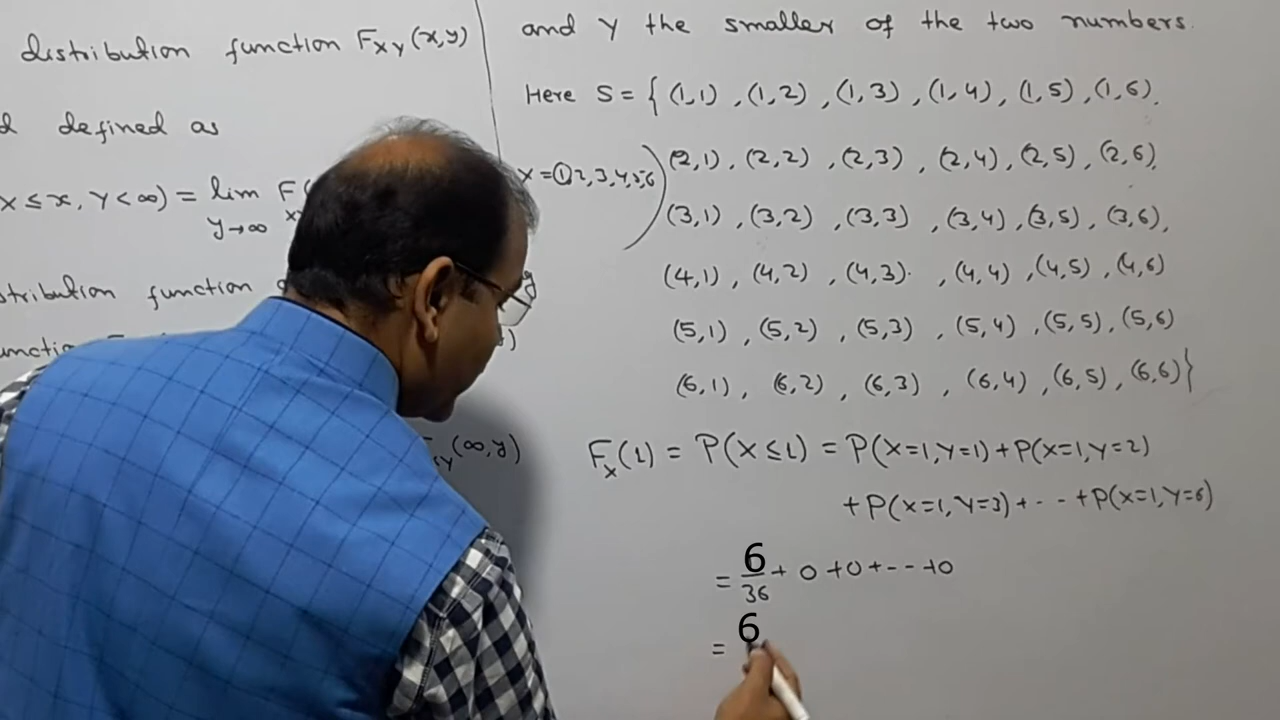 distribution function F_XY(x,y)
d defined as
X ≤ x, Y < ∞) = lim F
y→∞ XY
stribution function
unctio
(∞, y)
and Y the smaller of the two numbers.
Here S = { (1,1), (1,2), (1,3), (1,4), (1,5), (1,6),
X = 1,2,3,4,5,6 ) (2,1), (2,2), (2,3), (2,4), (2,5), (2,6),
(3,1), (3,2), (3,3), (3,4), (3,5), (3,6),
(4,1), (4,2), (4,3), (4,4), (4,5), (4,6)
(5,1), (5,2), (5,3), (5,4), (5,5), (5,6)
(6,1), (6,2), (6,3), (6,4), (6,5), (6,6) }
F_X(1) = P(X ≤ 1) = P(X=1,Y=1) + P(X=1,Y=2)
+ P(X=1,Y=3) + --- + P(X=1,Y=6)
= 6/36 + 0 + 0 + --- + 0
= 6